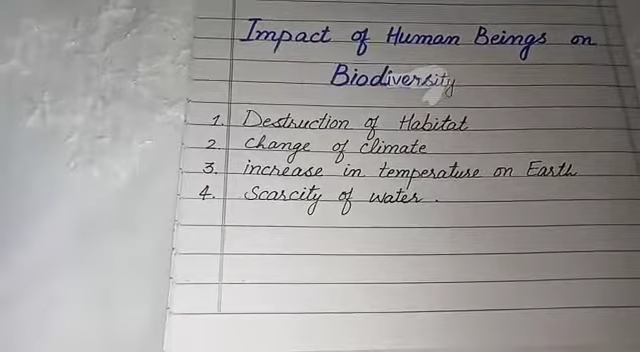 Impact of Human Beings on
Biodiversity
1. Destruction of Habitat
2 Change of climate
3. increase in temperature on Earth
4. Scarcity of water.